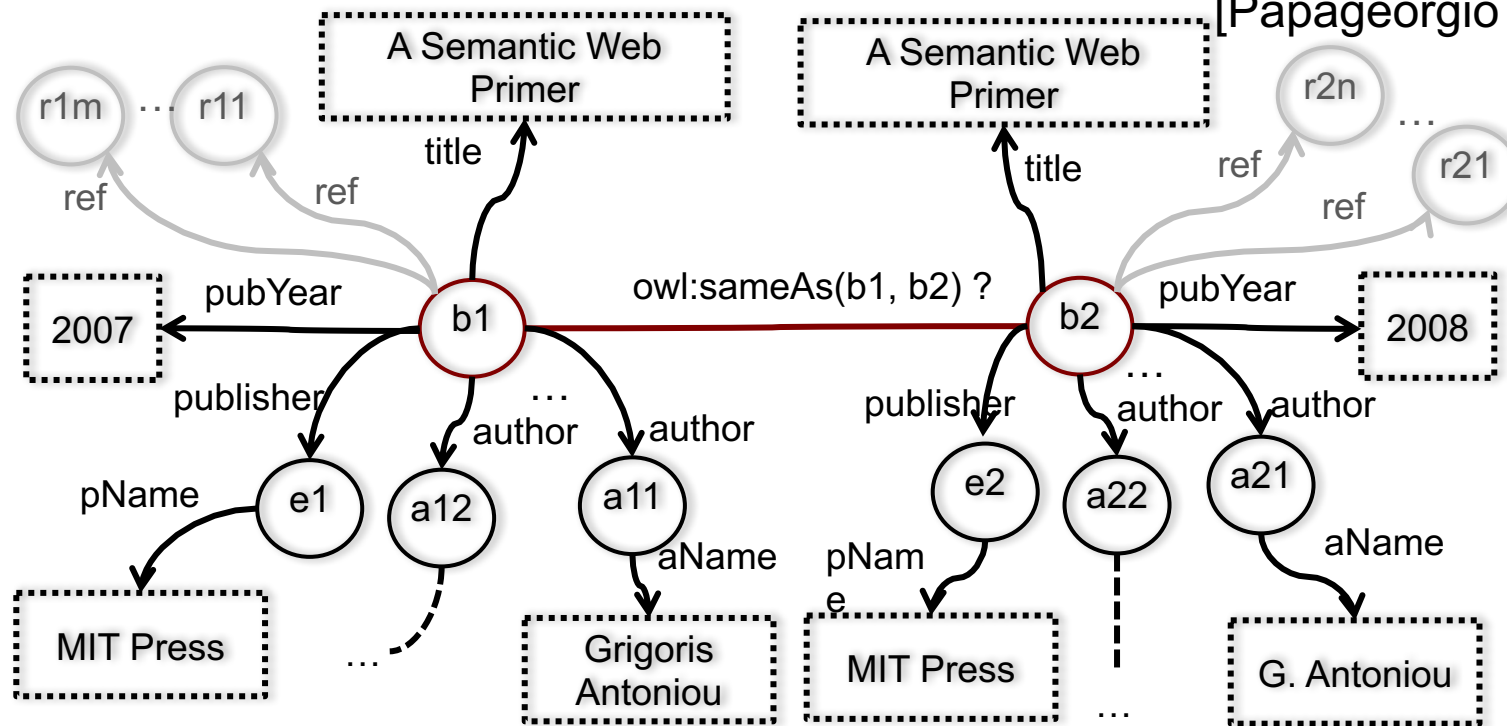 [Papageorgio
A Semantic Web
Primer
A Semantic Web
Primer
r1m
…
r11
r2n
…
r21
title
title
ref
ref
ref
ref
pubYear
owl:sameAs(b1, b2) ?
pubYear
2007
b1
b2
2008
publisher
…
author
author
publisher
…
author
author
pName
e1
a12
a11
e2
a22
a21
aName
pNam
e
aName
MIT Press
…
Grigoris
Antoniou
MIT Press
…
G. Antoniou